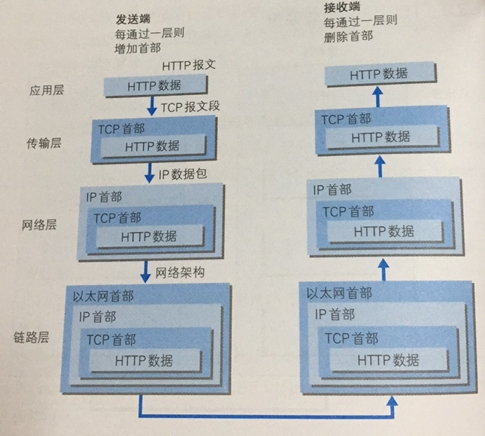 发送端
每通过一层则
增加首部
接收端
每通过一层则
删除首部
HTTP 报文
应用层
HTTP 数据
HTTP 数据
TCP 报文段
传输层
TCP 首部
HTTP 数据
TCP 首部
HTTP 数据
IP 数据包
网络层
IP 首部
TCP 首部
HTTP 数据
IP 首部
TCP 首部
HTTP 数据
网络架构
链路层
以太网首部
IP 首部
TCP 首部
HTTP 数据
以太网首部
IP 首部
TCP 首部
HTTP 数据